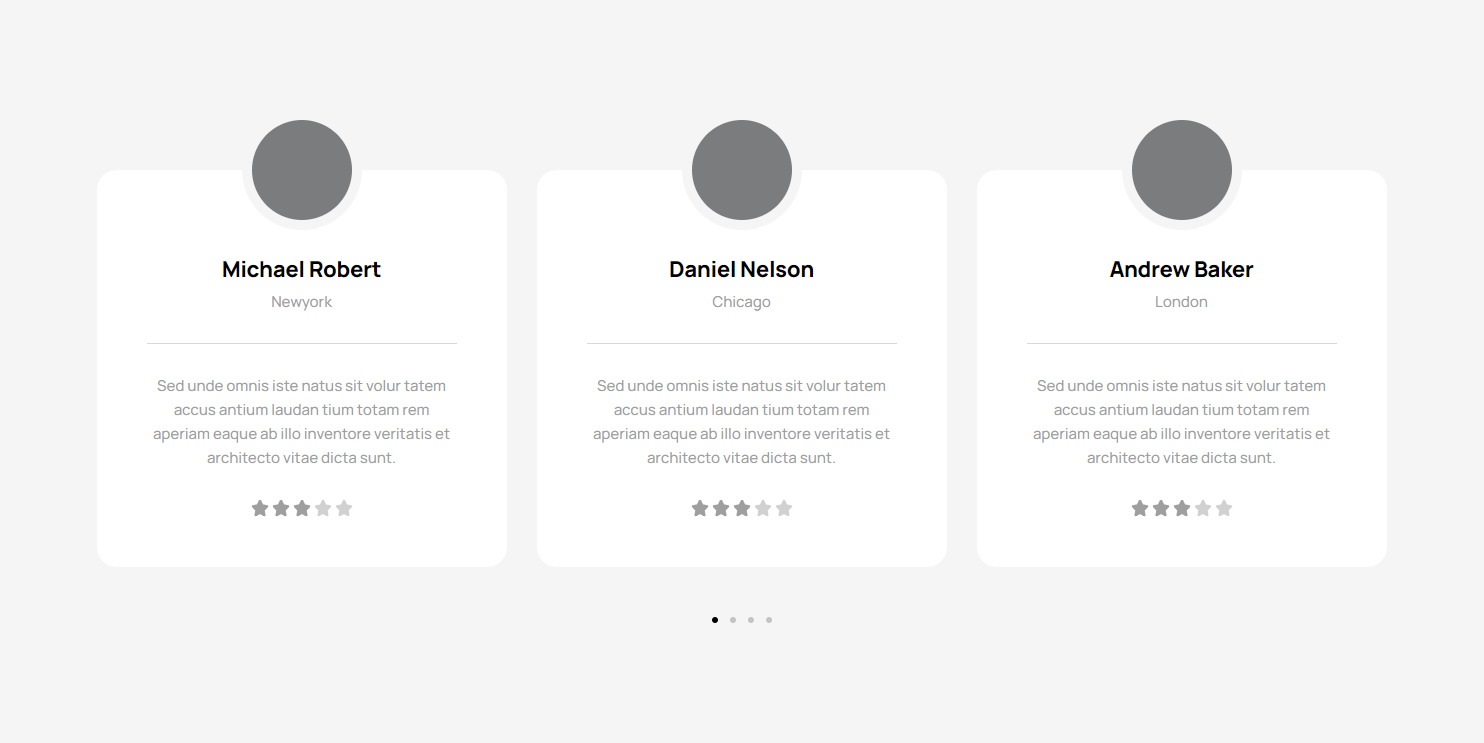 Michael Robert
Newyork
Sed unde omnis iste natus sit volur tatem
accus antium laudan tium totam rem
aperiam eaque ab illo inventore veritatis et
architecto vitae dicta sunt.
Daniel Nelson
Chicago
Sed unde omnis iste natus sit volur tatem
accus antium laudan tium totam rem
aperiam eaque ab illo inventore veritatis et
architecto vitae dicta sunt.
Andrew Baker
London
Sed unde omnis iste natus sit volur tatem
accus antium laudan tium totam rem
aperiam eaque ab illo inventore veritatis et
architecto vitae dicta sunt.